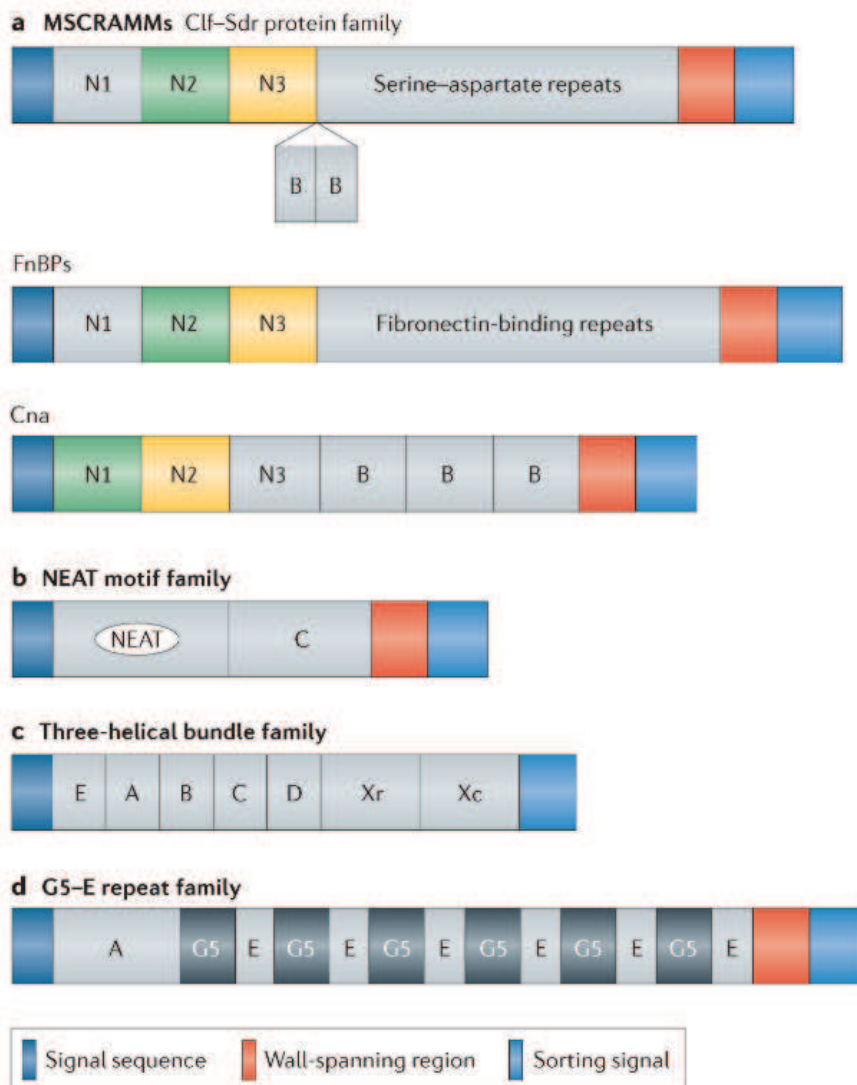 a MSCRAMMs Clf–Sdr protein family
N1 N2 N3 Serine–aspartate repeats
B B
FnBPs
N1 N2 N3 Fibronectin-binding repeats
Cna
N1 N2 N3 B B B
b NEAT motif family
NEAT C
c Three-helical bundle family
E A B C D Xr Xc
d G5–E repeat family
A G5 E G5 E G5 E G5 E G5 E G5 E
Signal sequence Wall-spanning region Sorting signal